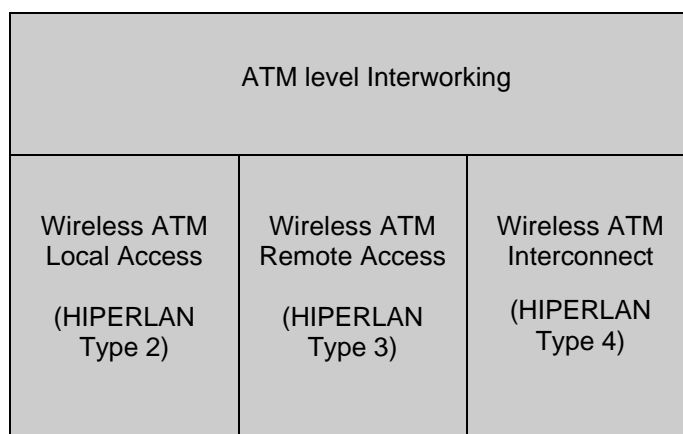 ATM level Interworking
Wireless ATM
Local Access
(HIPERLAN
Type 2)
Wireless ATM
Remote Access
(HIPERLAN
Type 3)
Wireless ATM
Interconnect
(HIPERLAN
Type 4)